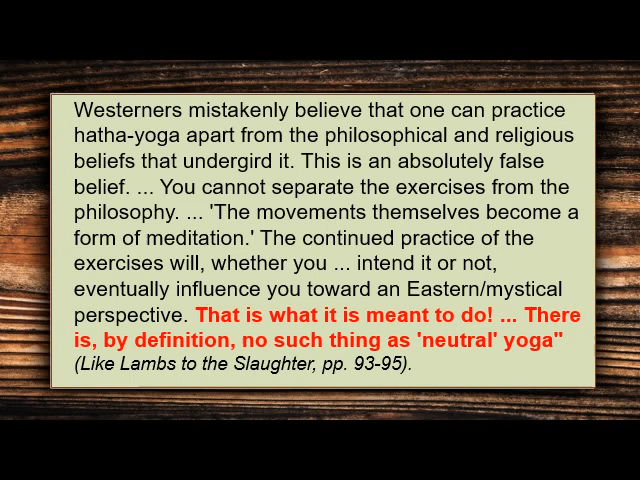 Westerners mistakenly believe that one can practice
hatha-yoga apart from the philosophical and religious
beliefs that undergird it. This is an absolutely false
belief. ... You cannot separate the exercises from the
philosophy. ... 'The movements themselves become a
form of meditation.' The continued practice of the
exercises will, whether you ... intend it or not,
eventually influence you toward an Eastern/mystical
perspective. That is what it is meant to do! ... There
is, by definition, no such thing as 'neutral' yoga"
(Like Lambs to the Slaughter, pp. 93-95).